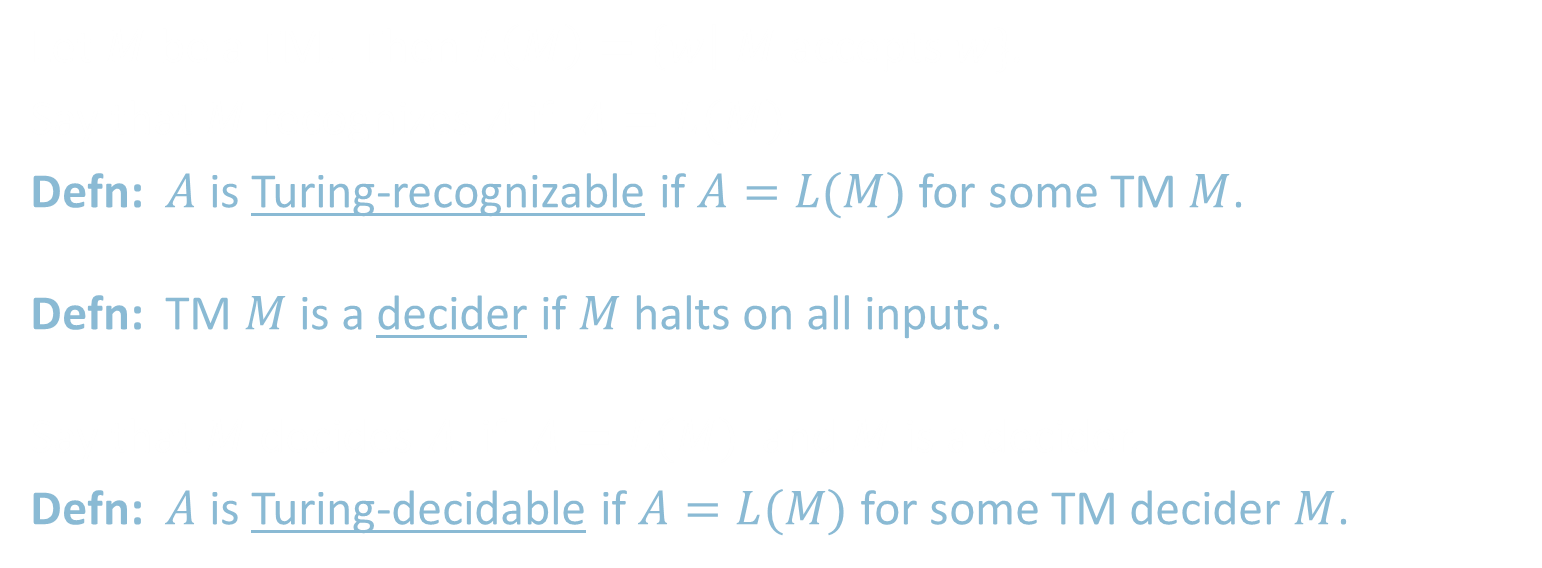 Defn: A is Turing-recognizable if A = L(M) for some TM M.
Defn: TM M is a decider if M halts on all inputs.
Defn: A is Turing-decidable if A = L(M) for some TM decider M.